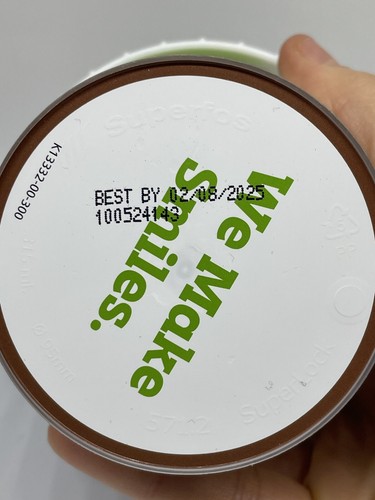 Superfos
BEST BY 02/08/2025
100524143
We Make
Smiles.
K13332-00-300
SuperLock